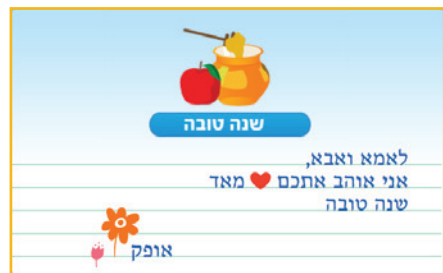 שנה טובה
לאמא ואבא,
אני אוהב אתכם ❤ מאד
שנה טובה
אופק